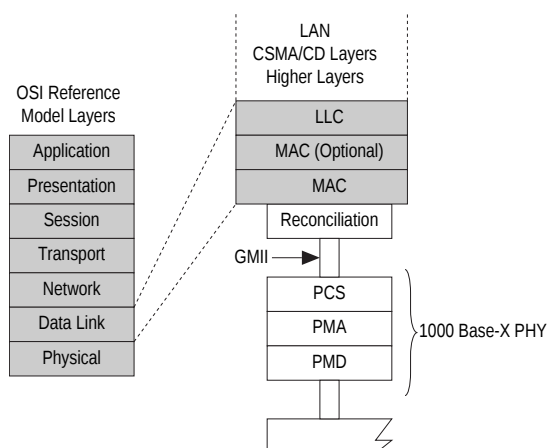 LAN
CSMA/CD Layers
Higher Layers
OSI Reference
Model Layers
Application
Presentation
Session
Transport
Network
Data Link
Physical
LLC
MAC (Optional)
MAC
Reconciliation
GMII
PCS
PMA
PMD
1000 Base-X PHY